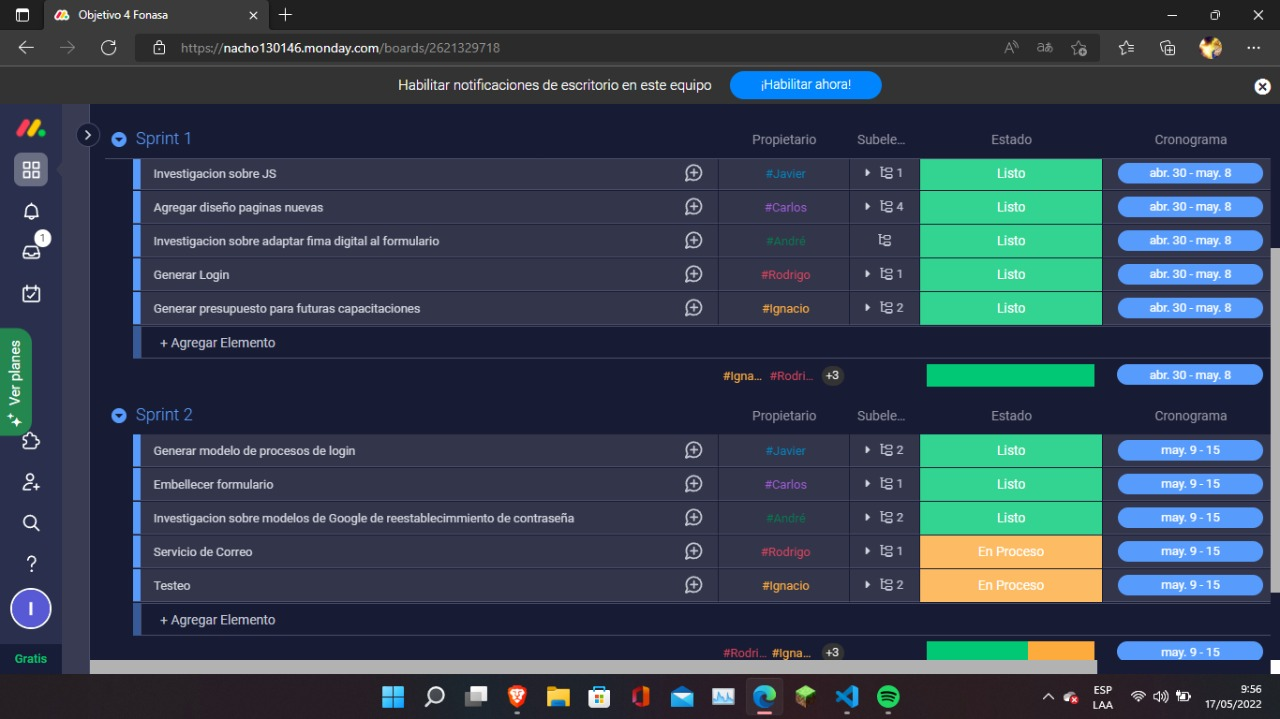 Objetivo 4 Fonasa
https://nacho130146.monday.com/boards/2621329718
Habilitar notificaciones de escritorio en este equipo ¡Habilitar ahora!
Sprint 1 Propietario Subele... Estado Cronograma
Investigacion sobre JS #Javier 1 Listo abr. 30 - may. 8
Agregar diseño paginas nuevas #Carlos 4 Listo abr. 30 - may. 8
Investigacion sobre adaptar fima digital al formulario #André Listo abr. 30 - may. 8
Generar Login #Rodrigo 1 Listo abr. 30 - may. 8
Generar presupuesto para futuras capacitaciones #Ignacio 2 Listo abr. 30 - may. 8
+ Agregar Elemento
#Igna... #Rodri... +3 abr. 30 - may. 8
Sprint 2 Propietario Subele... Estado Cronograma
Generar modelo de procesos de login #Javier 2 Listo may. 9 - 15
Embellecer formulario #Carlos 1 Listo may. 9 - 15
Investigacion sobre modelos de Google de reestablecimmiento de contraseña #André 2 Listo may. 9 - 15
Servicio de Correo #Rodrigo 1 En Proceso may. 9 - 15
Testeo #Ignacio 2 En Proceso may. 9 - 15
+ Agregar Elemento
#Rodri... #Igna... +3 may. 9 - 15
1
Ver planes
?
I
Gratis
ESP
LAA
9:56
17/05/2022